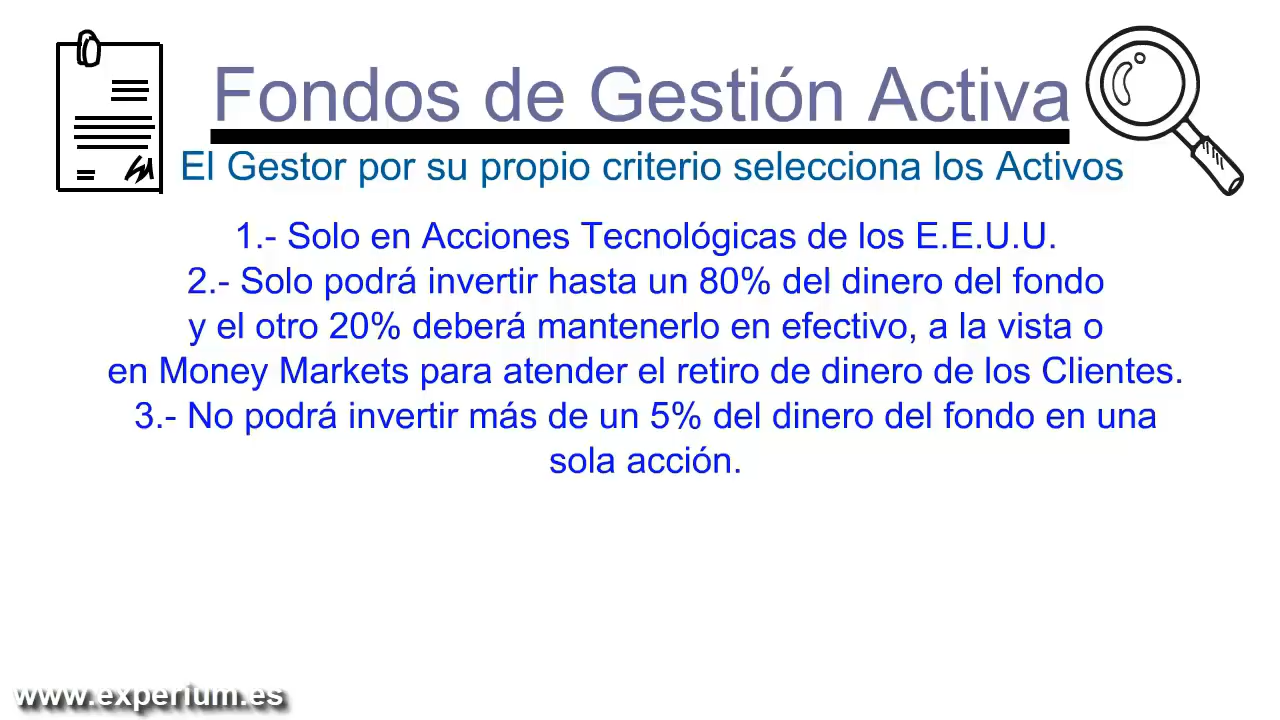 Fondos de Gestión Activa
El Gestor por su propio criterio selecciona los Activos
1.- Solo en Acciones Tecnológicas de los E.E.U.U.
2.- Solo podrá invertir hasta un 80% del dinero del fondo
y el otro 20% deberá mantenerlo en efectivo, a la vista o
en Money Markets para atender el retiro de dinero de los Clientes.
3.- No podrá invertir más de un 5% del dinero del fondo en una
sola acción.
www.experium.es